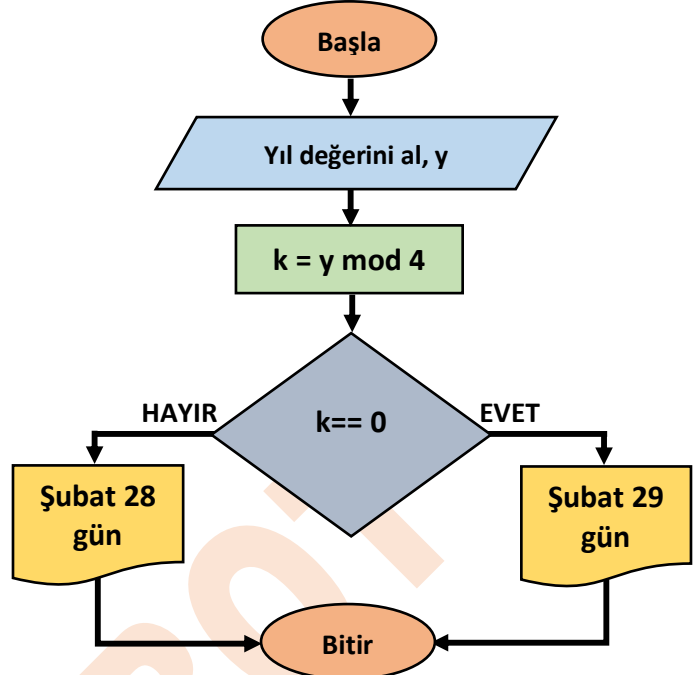 Başla
Yıl değerini al, y
k = y mod 4
HAYIR
k== 0
EVET
Şubat 28
gün
Şubat 29
gün
Bitir